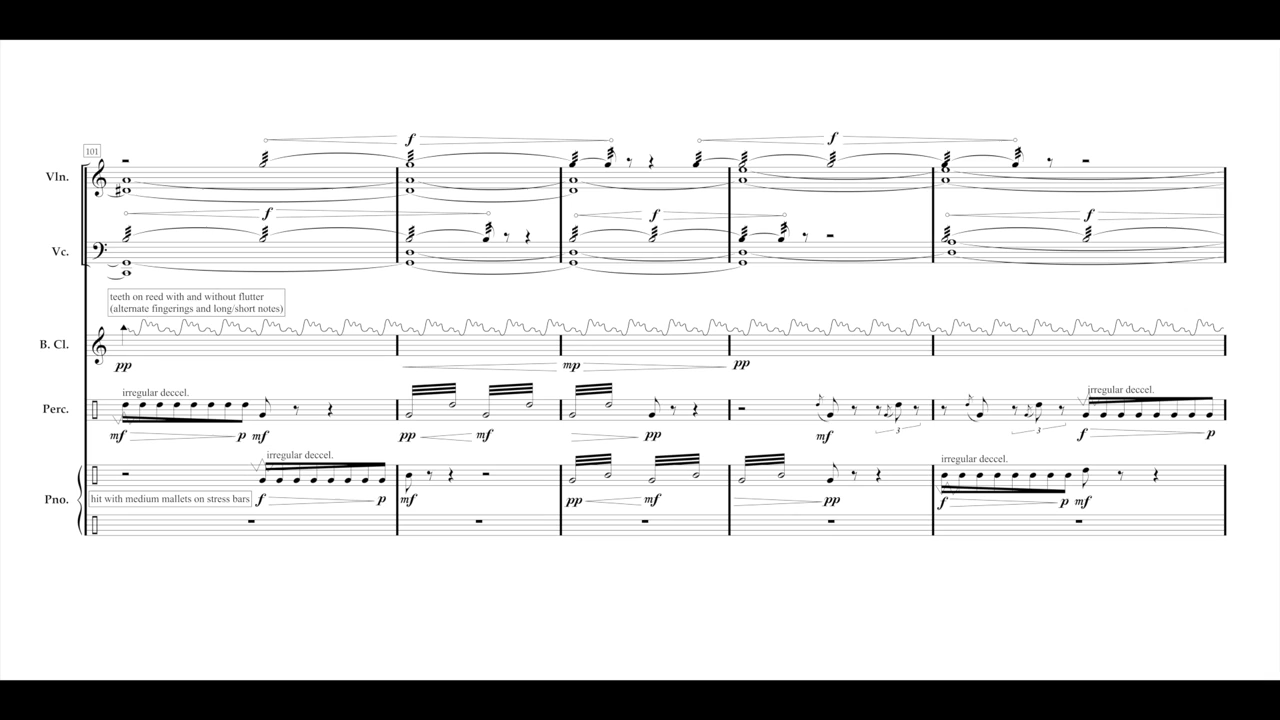 f
f
101
Vln.
f
f
f
Vc.
teeth on reed with and without flutter
(alternate fingerings and long/short notes)
B. Cl.
pp
mp
pp
irregular deccel.
irregular deccel.
Perc.
3
3
mf p mf pp mf pp mf f p
irregular deccel.
irregular deccel.
Pno.
hit with medium mallets on stress bars
f p mf pp mf pp f p mf